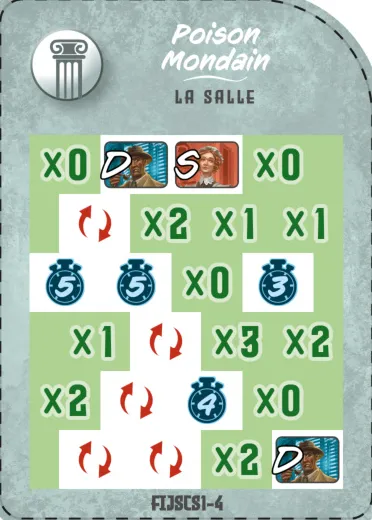 Poison
Mondain
LA SALLE
X0 D S X0
X2 X1 X1
5 5 X0 3
X1 X3 X2
X2 4 X0
X2 D
FIJSCS1-4